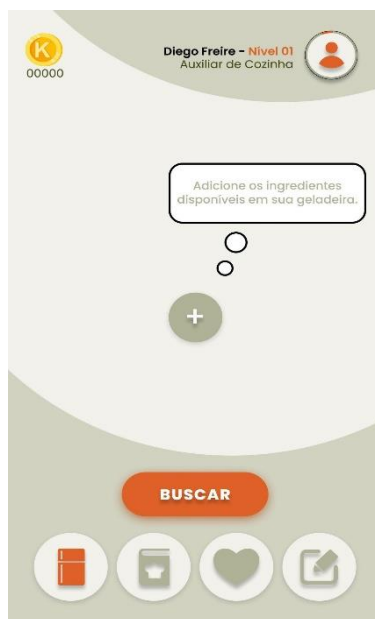 K
00000
Diego Freire - Nível 01
Auxiliar de Cozinha
Adicione os ingredientes
disponíveis em sua geladeira.
+
BUSCAR